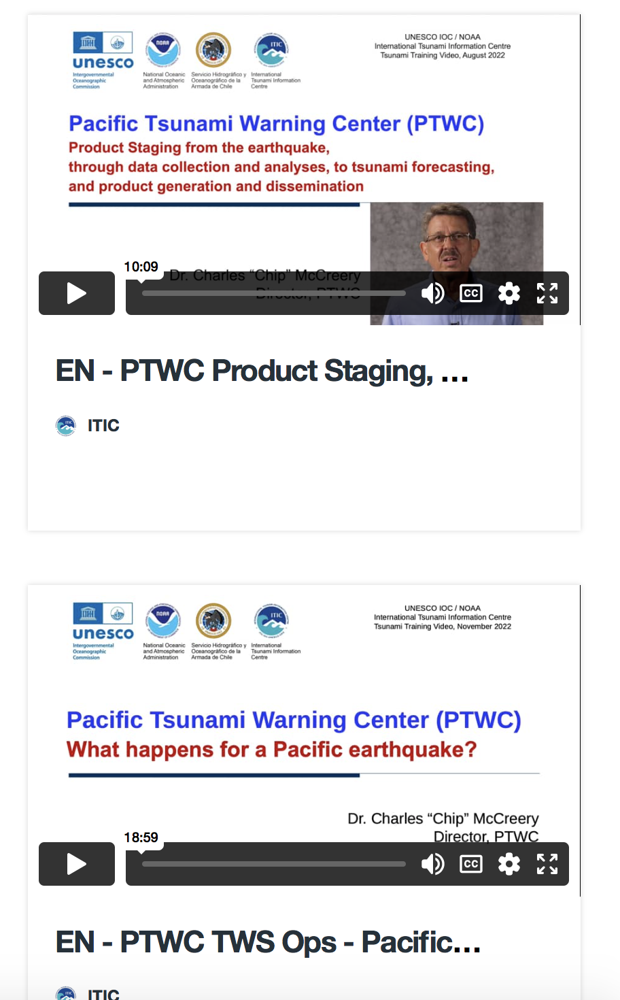 unesco
Intergovernmental
Oceanographic
Commission
NOAA
National Oceanic
and Atmospheric
Administration
Servicio Hidrográfico y
Oceanográfico de la
Armada de Chile
ITIC
International
Tsunami Information
Centre
UNESCO IOC / NOAA
International Tsunami Information Centre
Tsunami Training Video, August 2022
Pacific Tsunami Warning Center (PTWC)
Product Staging from the earthquake,
through data collection and analyses, to tsunami forecasting,
and product generation and dissemination
10:09
Dr. Charles “Chip” McCreery
Director, PTWC
CC
EN - PTWC Product Staging, ...
ITIC
unesco
Intergovernmental
Oceanographic
Commission
NOAA
National Oceanic
and Atmospheric
Administration
Servicio Hidrográfico y
Oceanográfico de la
Armada de Chile
ITIC
International
Tsunami Information
Centre
UNESCO IOC / NOAA
International Tsunami Information Centre
Tsunami Training Video, November 2022
Pacific Tsunami Warning Center (PTWC)
What happens for a Pacific earthquake?
Dr. Charles “Chip” McCreery
Director, PTWC
18:59
CC
EN - PTWC TWS Ops - Pacific...
ITIC